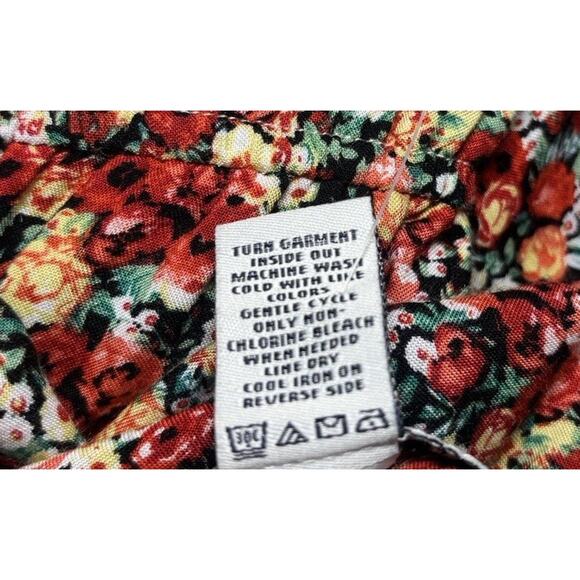 TURN GARMENT
INSIDE OUT
MACHINE WASH
COLD WITH LIKE
COLORS
GENTLE CYCLE
ONLY NON-
CHLORINE BLEACH
WHEN NEEDED
LINE DRY
COOL IRON ON
REVERSE SIDE
30C